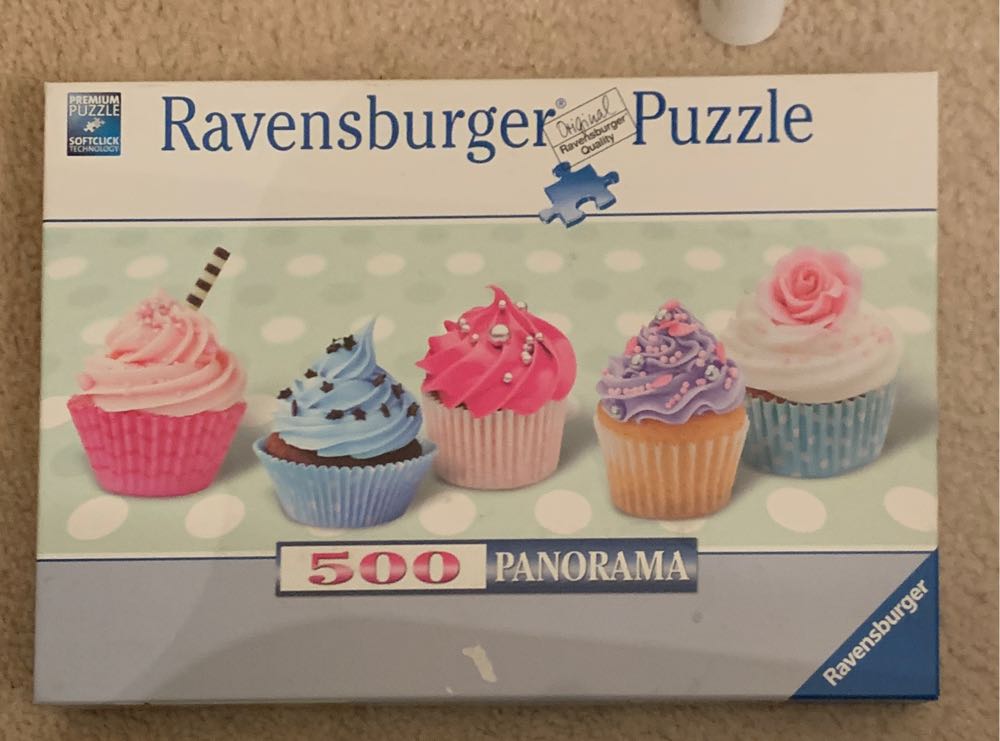 PREMIUM
PUZZLE
SOFTCLICK
TECHNOLOGY
Ravensburger® Puzzle
Original
Ravensburger
Quality
500 PANORAMA
Ravensburger